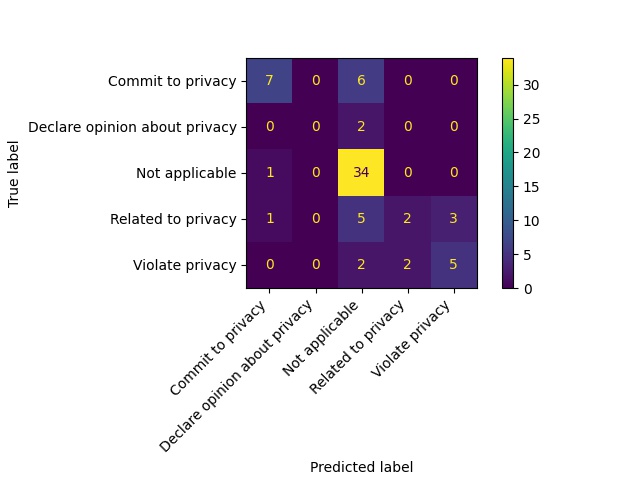 Commit to privacy 7 0 6 0 0
Declare opinion about privacy 0 0 2 0 0
Not applicable 1 0 34 0 0
Related to privacy 1 0 5 2 3
Violate privacy 0 0 2 2 5
True label
Commit to privacy
Declare opinion about privacy
Not applicable
Related to privacy
Violate privacy
Predicted label
30
25
20
15
10
5
0